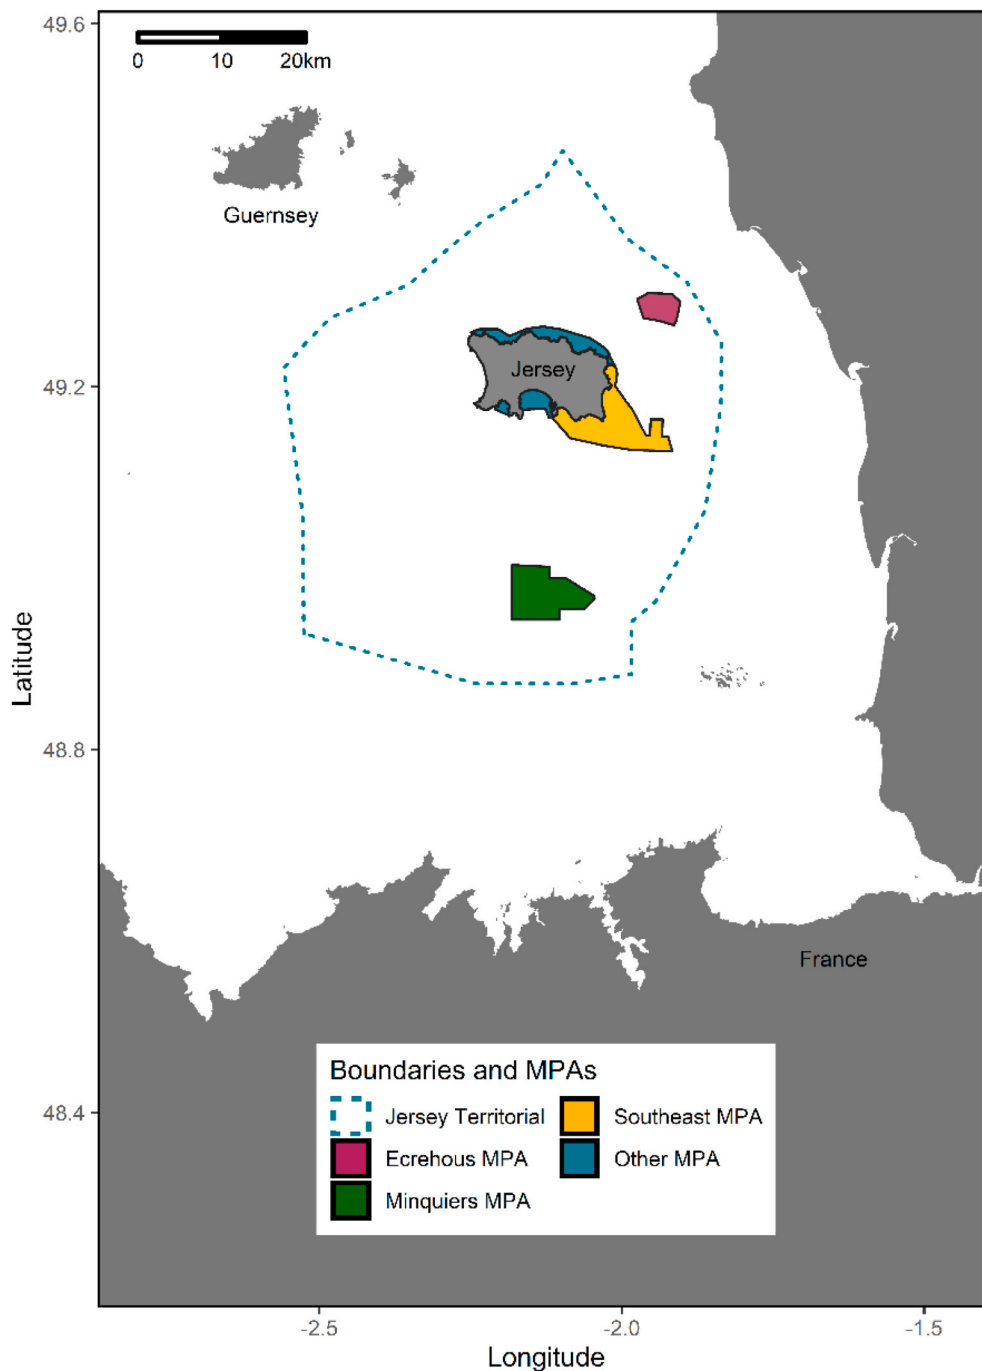 49.6
0 10 20km
Guernsey
49.2
Jersey
Latitude
48.8
France
Boundaries and MPAs
Jersey Territorial
Southeast MPA
Ecrehous MPA
Other MPA
Minquiers MPA
48.4
-2.5 -2.0 -1.5
Longitude